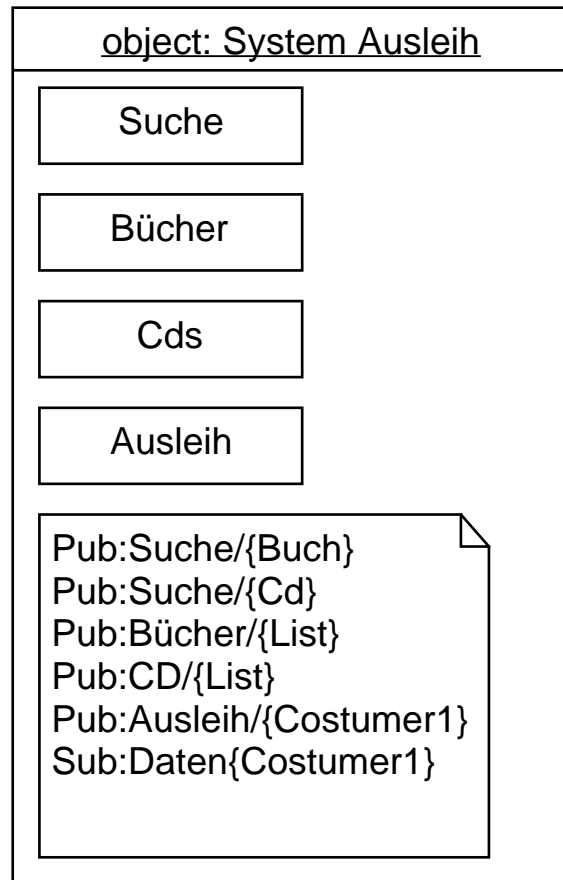 object: System Ausleih
Suche
Bücher
Cds
Ausleih
Pub:Suche/{Buch}
Pub:Suche/{Cd}
Pub:Bücher/{List}
Pub:CD/{List}
Pub:Ausleih/{Costumer1}
Sub:Daten{Costumer1}